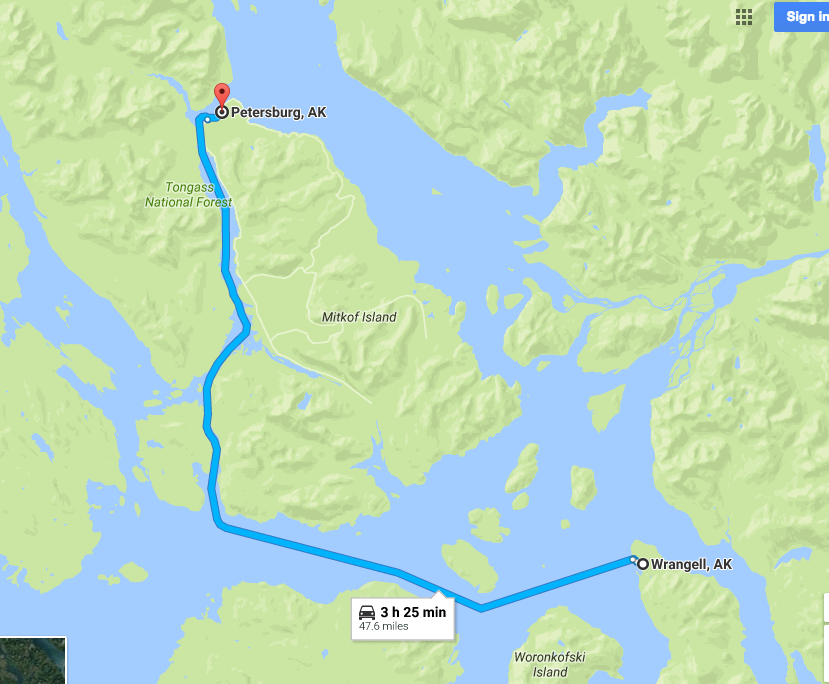 Sign in
Petersburg, AK
Tongass
National Forest
Mitkof Island
Wrangell, AK
3 h 25 min
47.6 miles
Woronkofski
Island